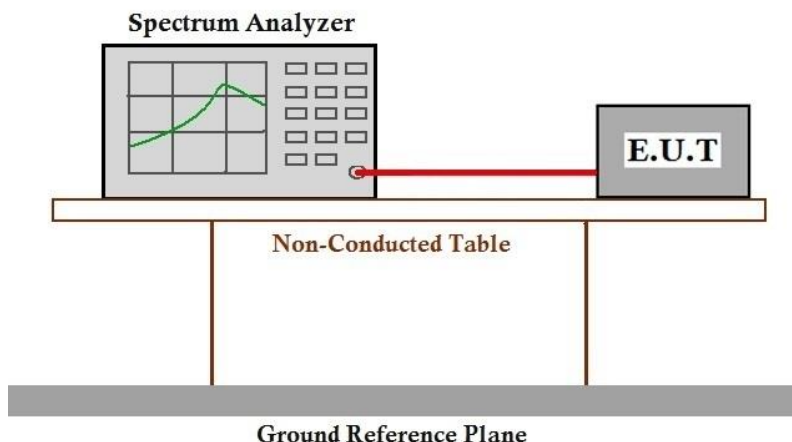 Spectrum Analyzer
E.U.T
Non-Conducted Table
Ground Reference Plane